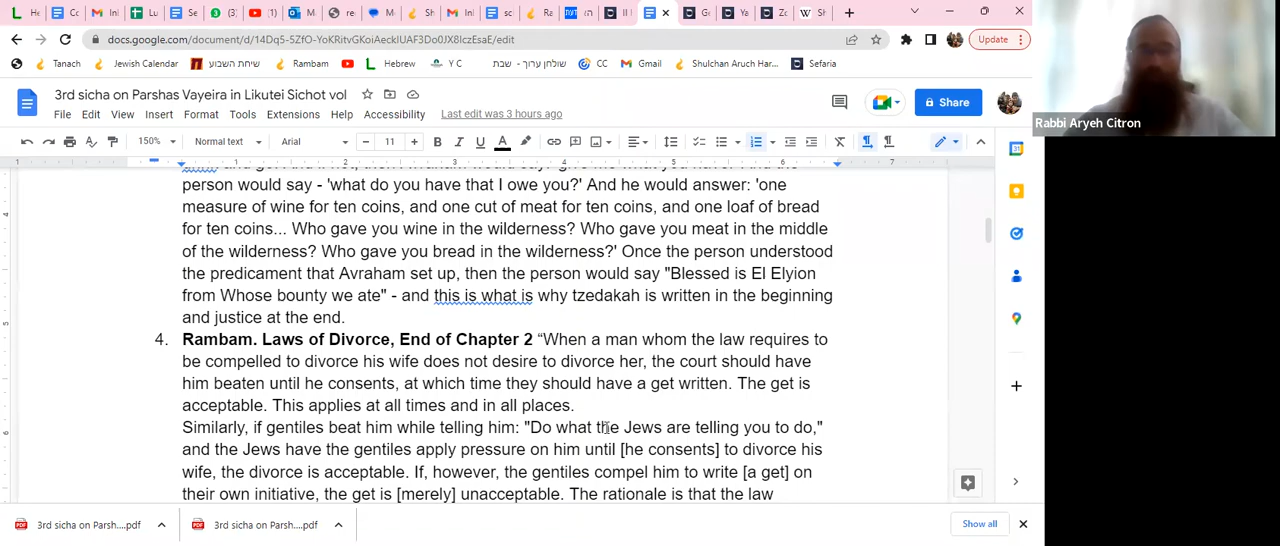 docs.google.com/document/d/14Dq5-5ZfO-YoKRitvGKoiAecklUAF3Do0JX8IczEsaE/edit
Update
Tanach Jewish Calendar שיחת השבוע Rambam Hebrew Y C שולחן ערוך - שבת CC Gmail Shulchan Aruch Har... Sefaria
Rabbi Aryeh Citron
3rd sicha on Parshas Vayeira in Likutei Sichot vol
Share
File Edit View Insert Format Tools Extensions Help Accessibility Last edit was 3 hours ago
150% Normal text Arial 11
person would say - 'what do you have that I owe you?' And he would answer: 'one
measure of wine for ten coins, and one cut of meat for ten coins, and one loaf of bread
for ten coins... Who gave you wine in the wilderness? Who gave you meat in the middle
of the wilderness? Who gave you bread in the wilderness?' Once the person understood
the predicament that Avraham set up, then the person would say "Blessed is El Elyion
from Whose bounty we ate" - and this is what is why tzedakah is written in the beginning
and justice at the end.
4. Rambam. Laws of Divorce, End of Chapter 2 “When a man whom the law requires to
be compelled to divorce his wife does not desire to divorce her, the court should have
him beaten until he consents, at which time they should have a get written. The get is
acceptable. This applies at all times and in all places.
Similarly, if gentiles beat him while telling him: "Do what the Jews are telling you to do,"
and the Jews have the gentiles apply pressure on him until [he consents] to divorce his
wife, the divorce is acceptable. If, however, the gentiles compel him to write [a get] on
their own initiative, the get is [merely] unacceptable. The rationale is that the law
3rd sicha on Parsh....pdf 3rd sicha on Parsh....pdf Show all